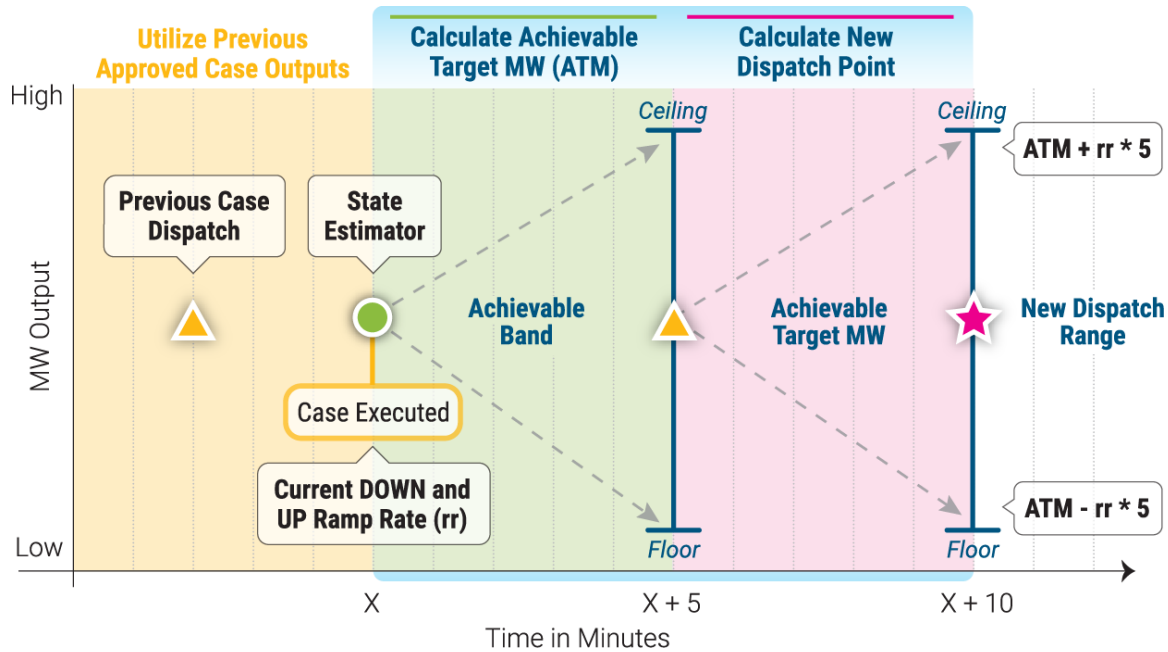 Utilize Previous
Approved Case Outputs
Calculate Achievable
Target MW (ATM)
Calculate New
Dispatch Point
High
Ceiling
Ceiling
ATM + rr * 5
Previous Case
Dispatch
State
Estimator
MW Output
Achievable
Band
Achievable
Target MW
New Dispatch
Range
Case Executed
Current DOWN and
UP Ramp Rate (rr)
ATM - rr * 5
Low
Floor
Floor
X
X + 5
X + 10
Time in Minutes